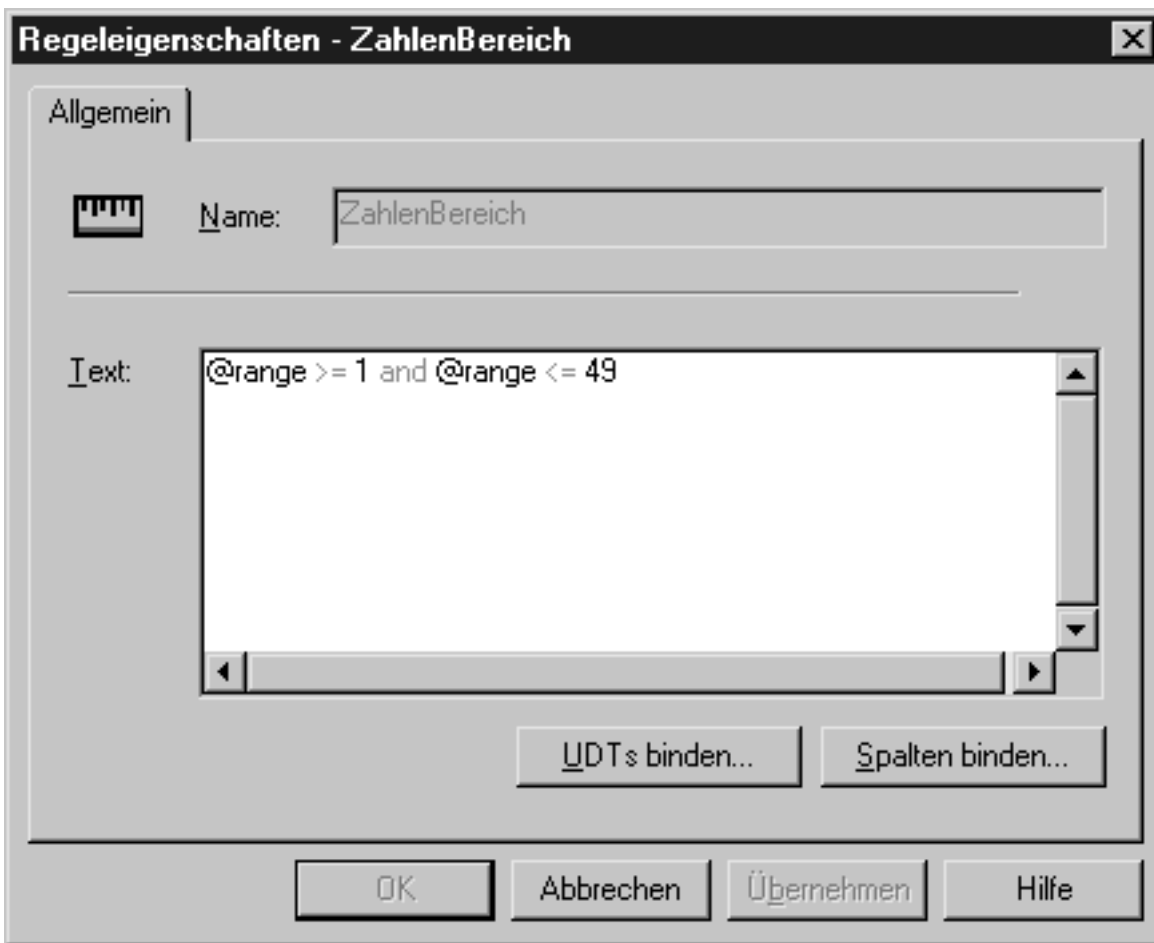 Regeleigenschaften - ZahlenBereich
Allgemein
Name: ZahlenBereich
Text: @range >= 1 and @range <= 49
UDTs binden... Spalten binden...
OK Abbrechen Übernehmen Hilfe